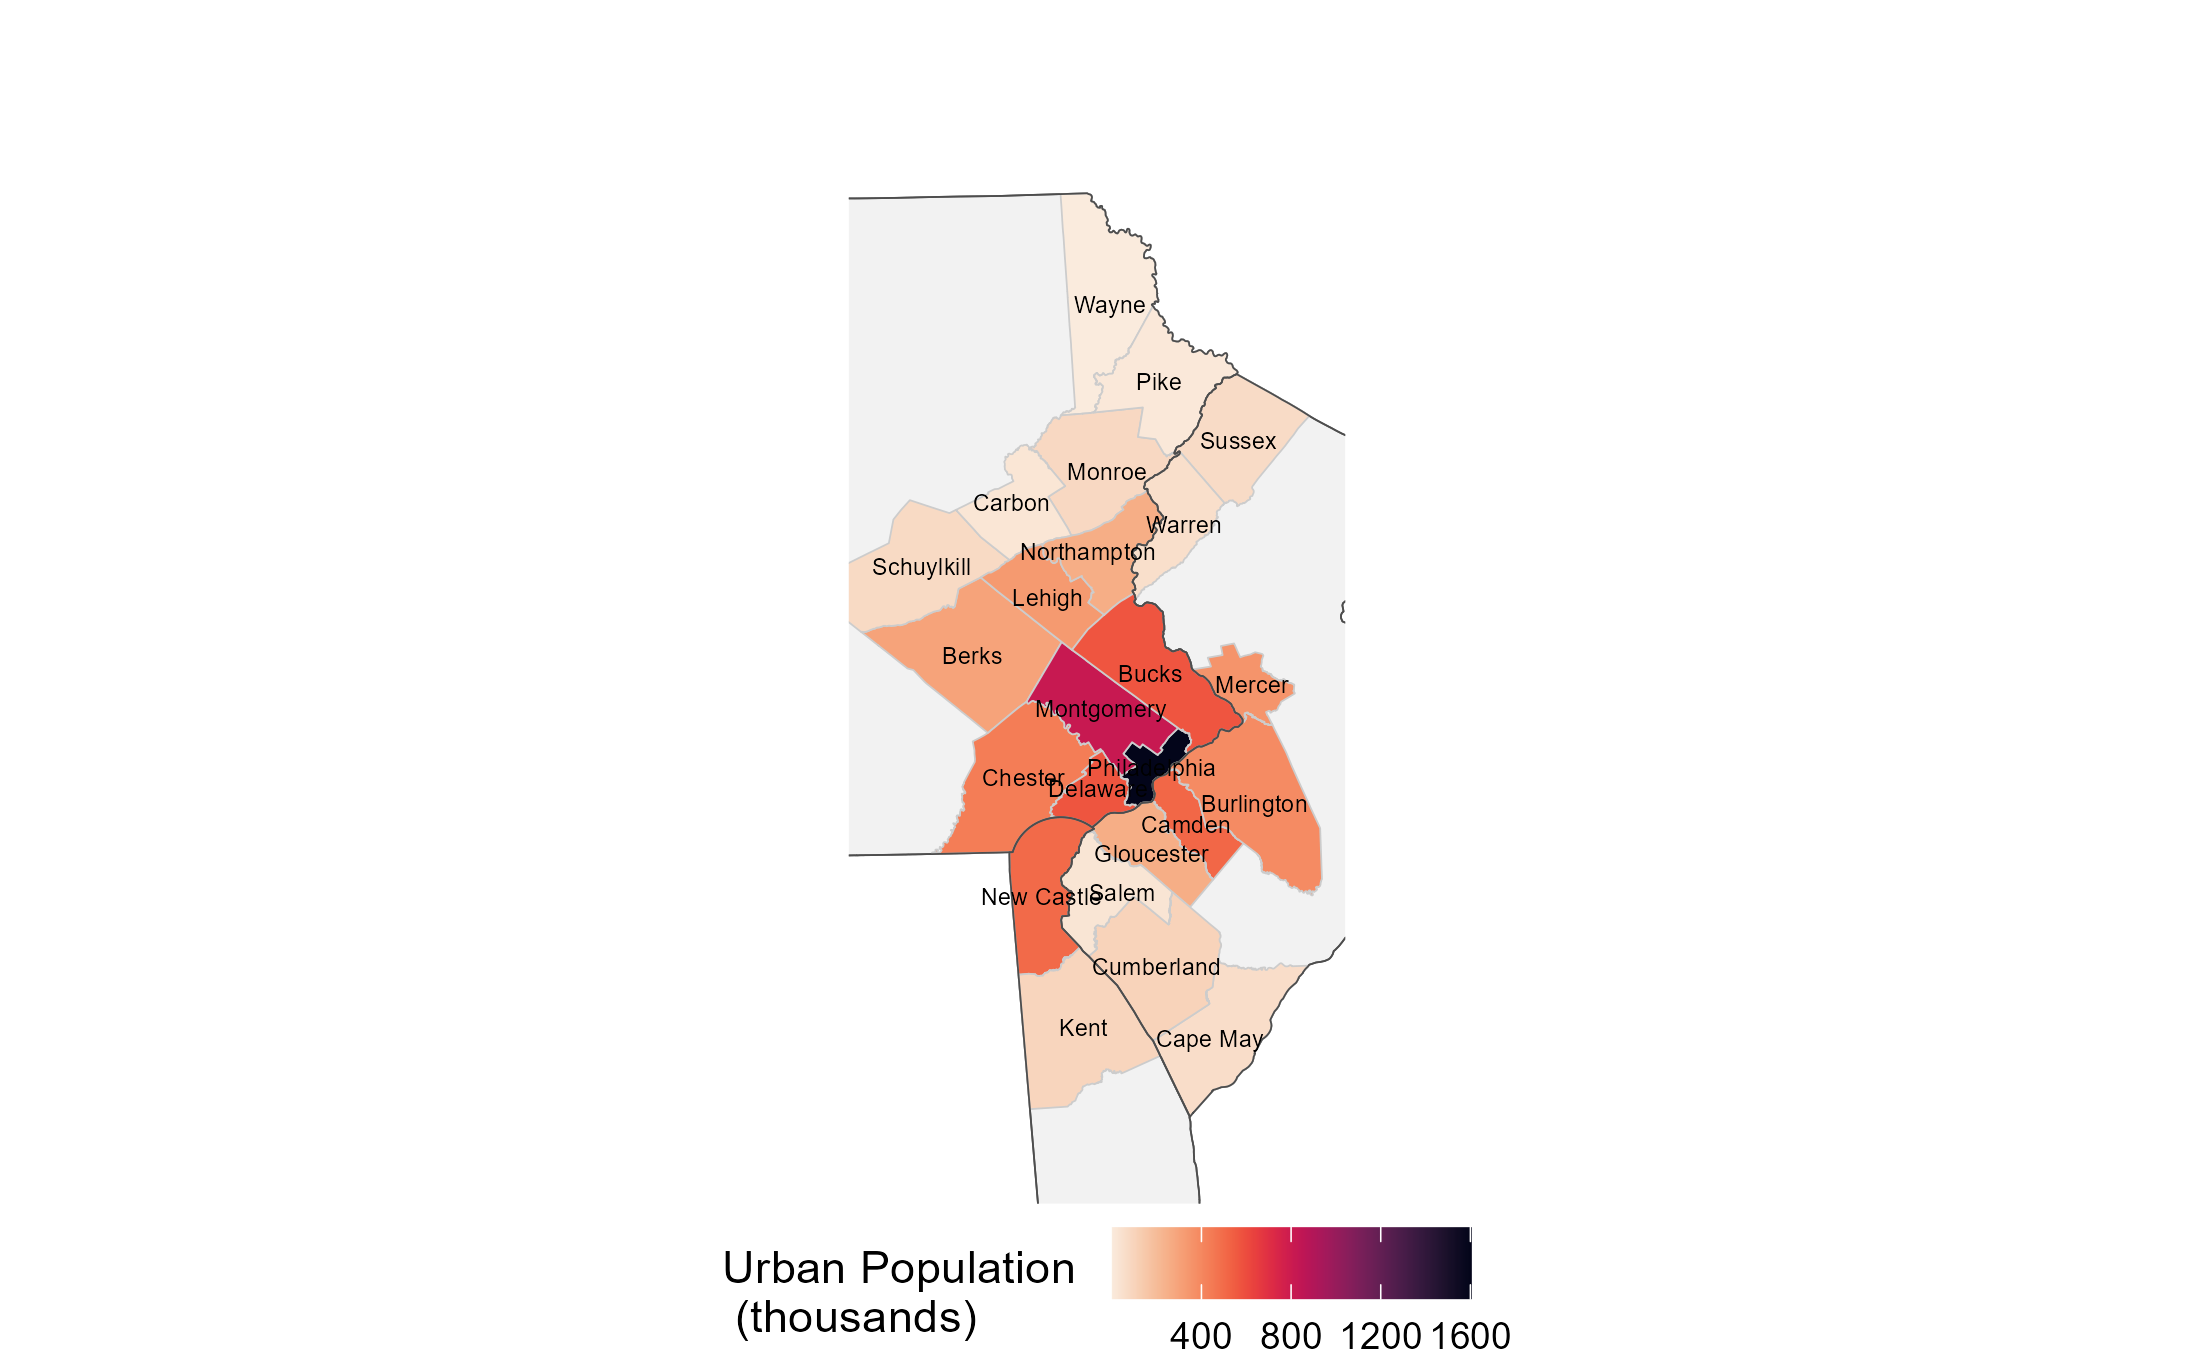 Wayne
Pike
Sussex
Monroe
Carbon
Warren
Northampton
Schuylkill
Lehigh
Berks
Bucks
Mercer
Montgomery
Philadelphia
Chester
Delaware
Burlington
Camden
Gloucester
Salem
New Castle
Cumberland
Kent
Cape May
Urban Population
(thousands)
400 800 1200 1600